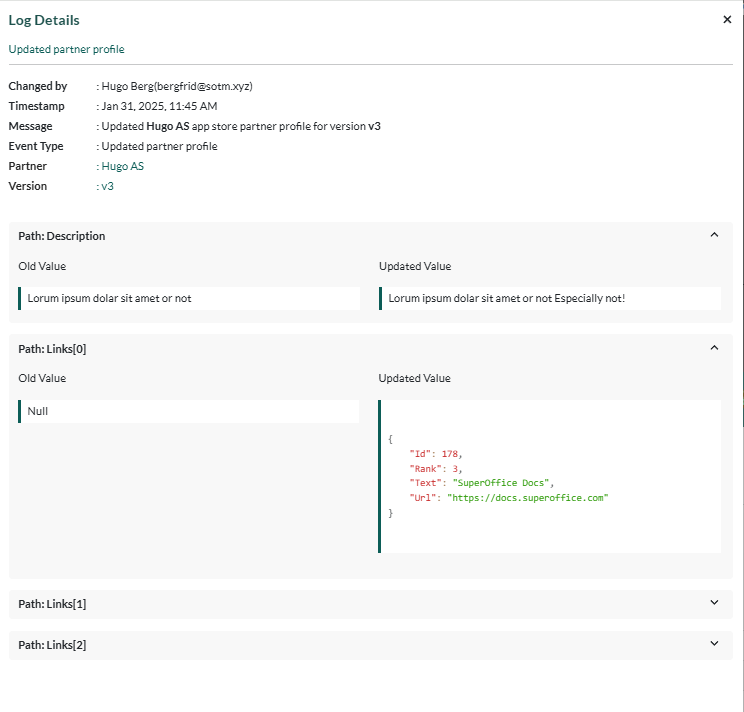 Log Details
Updated partner profile
Changed by : Hugo Berg(bergfrid@sotm.xyz)
Timestamp : Jan 31, 2025, 11:45 AM
Message : Updated Hugo AS app store partner profile for version v3
Event Type : Updated partner profile
Partner : Hugo AS
Version : v3
Path: Description
Old Value Updated Value
Lorum ipsum dolar sit amet or not Lorum ipsum dolar sit amet or not Especially not!
Path: Links[0]
Old Value Updated Value
Null
{
"Id": 178,
"Rank": 3,
"Text": "SuperOffice Docs",
"Url": "https://docs.superoffice.com"
}
Path: Links[1]
Path: Links[2]